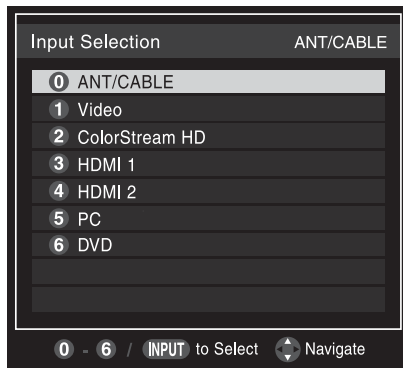 Input Selection ANT/CABLE
0 ANT/CABLE
1 Video
2 ColorStream HD
3 HDMI 1
4 HDMI 2
5 PC
6 DVD
0 - 6 / INPUT to Select Navigate